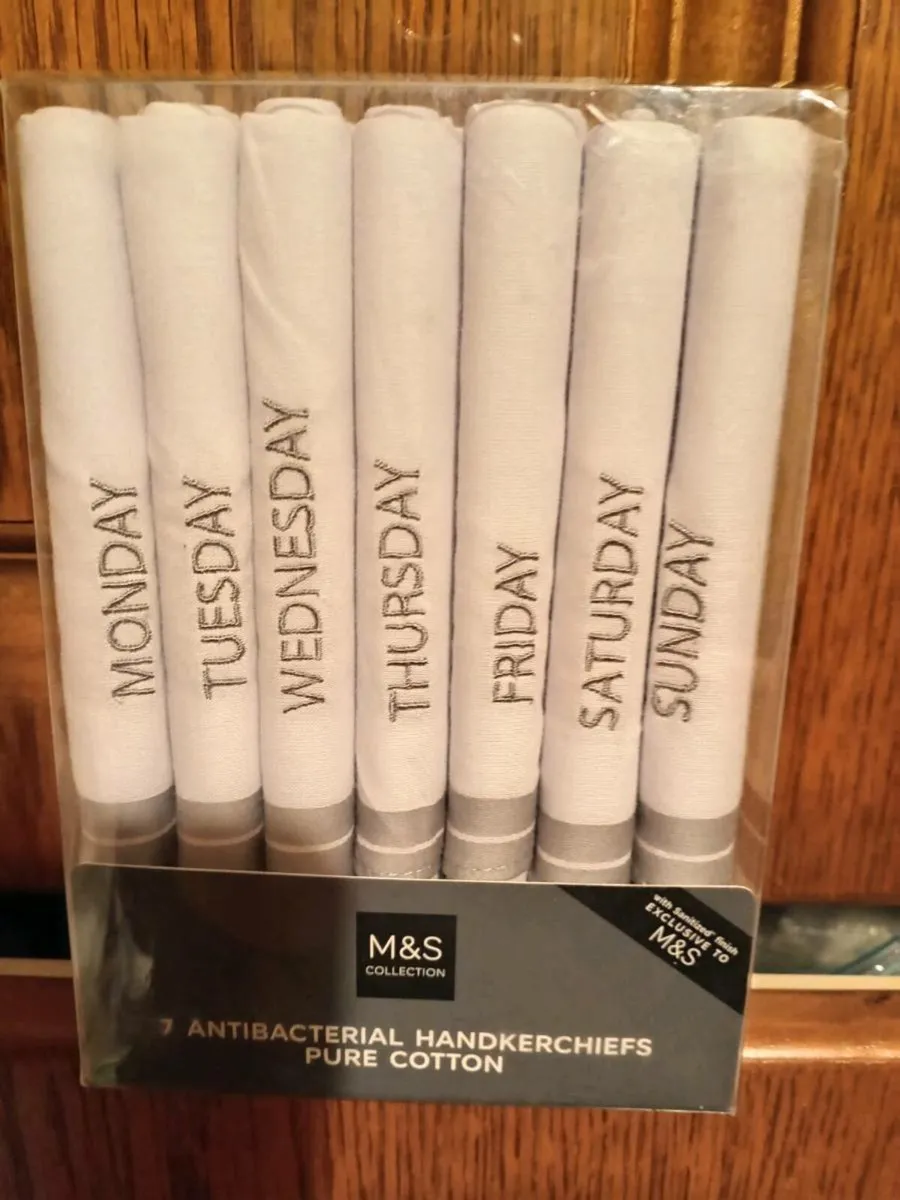 MONDAY
TUESDAY
WEDNESDAY
THURSDAY
FRIDAY
SATURDAY
SUNDAY
M&S
COLLECTION
with Sanitized® finish
EXCLUSIVE TO
M&S
7 ANTIBACTERIAL HANDKERCHIEFS
PURE COTTON